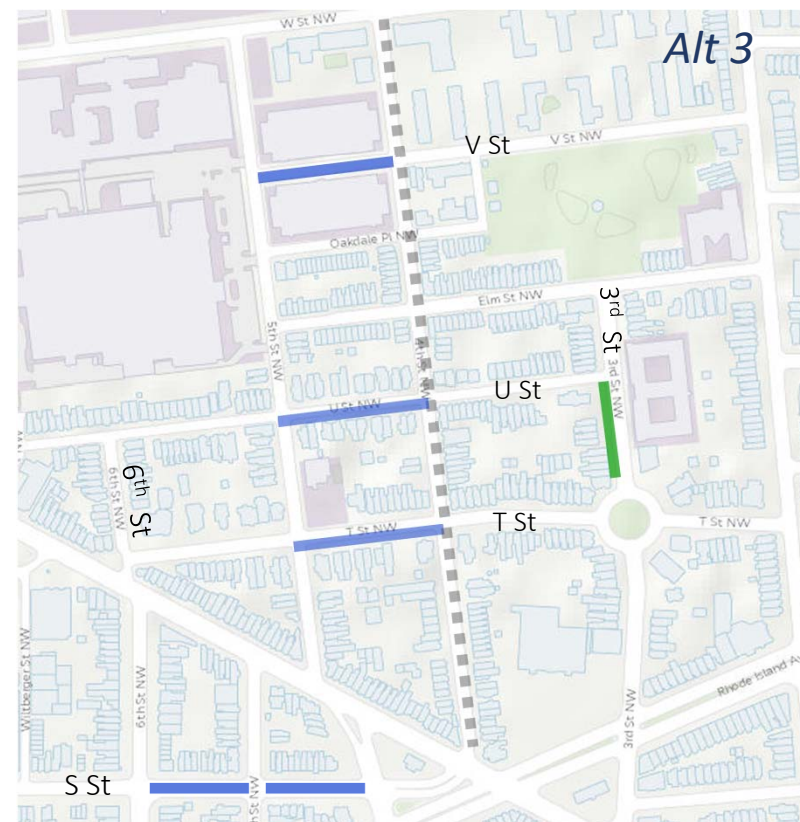 W St NW
Alt 3
V St
V St NW
Oakdale Pl NW
Elm St NW
3rd St
5th St NW
3rd St NW
U St NW
U St
6th St
6th St NW
T St NW
T St
T St NW
Wiltberger St NW
6th St NW
Rhode Island Av
3rd St NW
S St